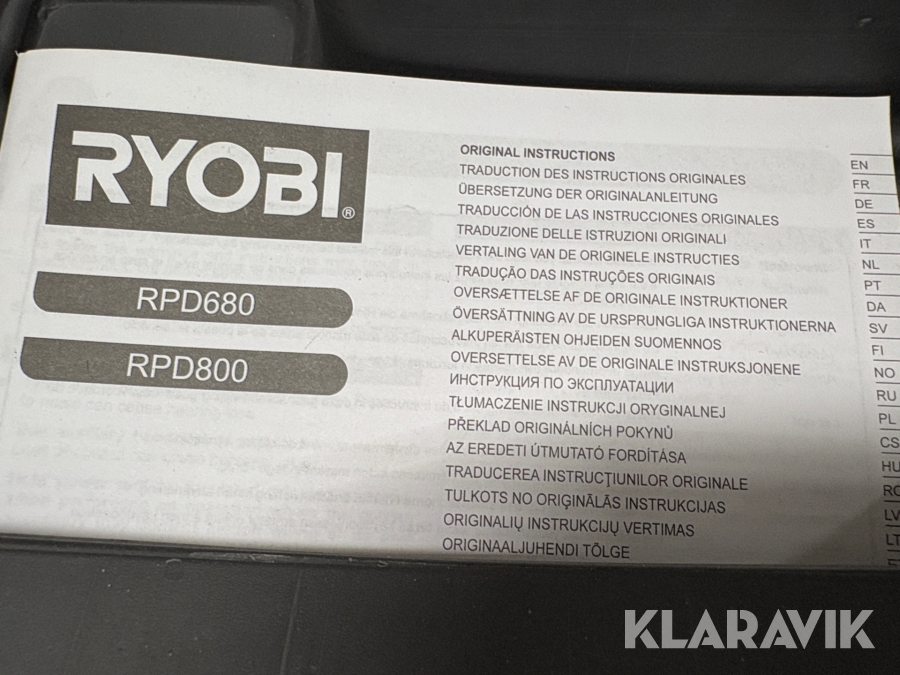 RYOBI®
RPD680
RPD800
ORIGINAL INSTRUCTIONS EN
TRADUCTION DES INSTRUCTIONS ORIGINALES FR
ÜBERSETZUNG DER ORIGINALANLEITUNG DE
TRADUCCIÓN DE LAS INSTRUCCIONES ORIGINALES ES
TRADUZIONE DELLE ISTRUZIONI ORIGINALI IT
VERTALING VAN DE ORIGINELE INSTRUCTIES NL
TRADUÇÃO DAS INSTRUÇÕES ORIGINAIS PT
OVERSÆTTELSE AF DE ORIGINALE INSTRUKTIONER DA
ÖVERSÄTTNING AV DE URSPRUNGLIGA INSTRUKTIONERNA SV
ALKUPERÄISTEN OHJEIDEN SUOMENNOS FI
OVERSETTELSE AV DE ORIGINALE INSTRUKSJONENE NO
ИНСТРУКЦИЯ ПО ЭКСПЛУАТАЦИИ RU
TŁUMACZENIE INSTRUKCJI ORYGINALNEJ PL
PŘEKLAD ORIGINÁLNÍCH POKYNŮ CS
AZ EREDETI ÚTMUTATÓ FORDÍTÁSA HU
TRADUCEREA INSTRUCŢIUNILOR ORIGINALE RO
TULKOTS NO ORIĢINĀLĀS INSTRUKCIJAS LV
ORIGINALIŲ INSTRUKCIJŲ VERTIMAS LT
ORIGINAALJUHENDI TÕLGE
KLARAVIK